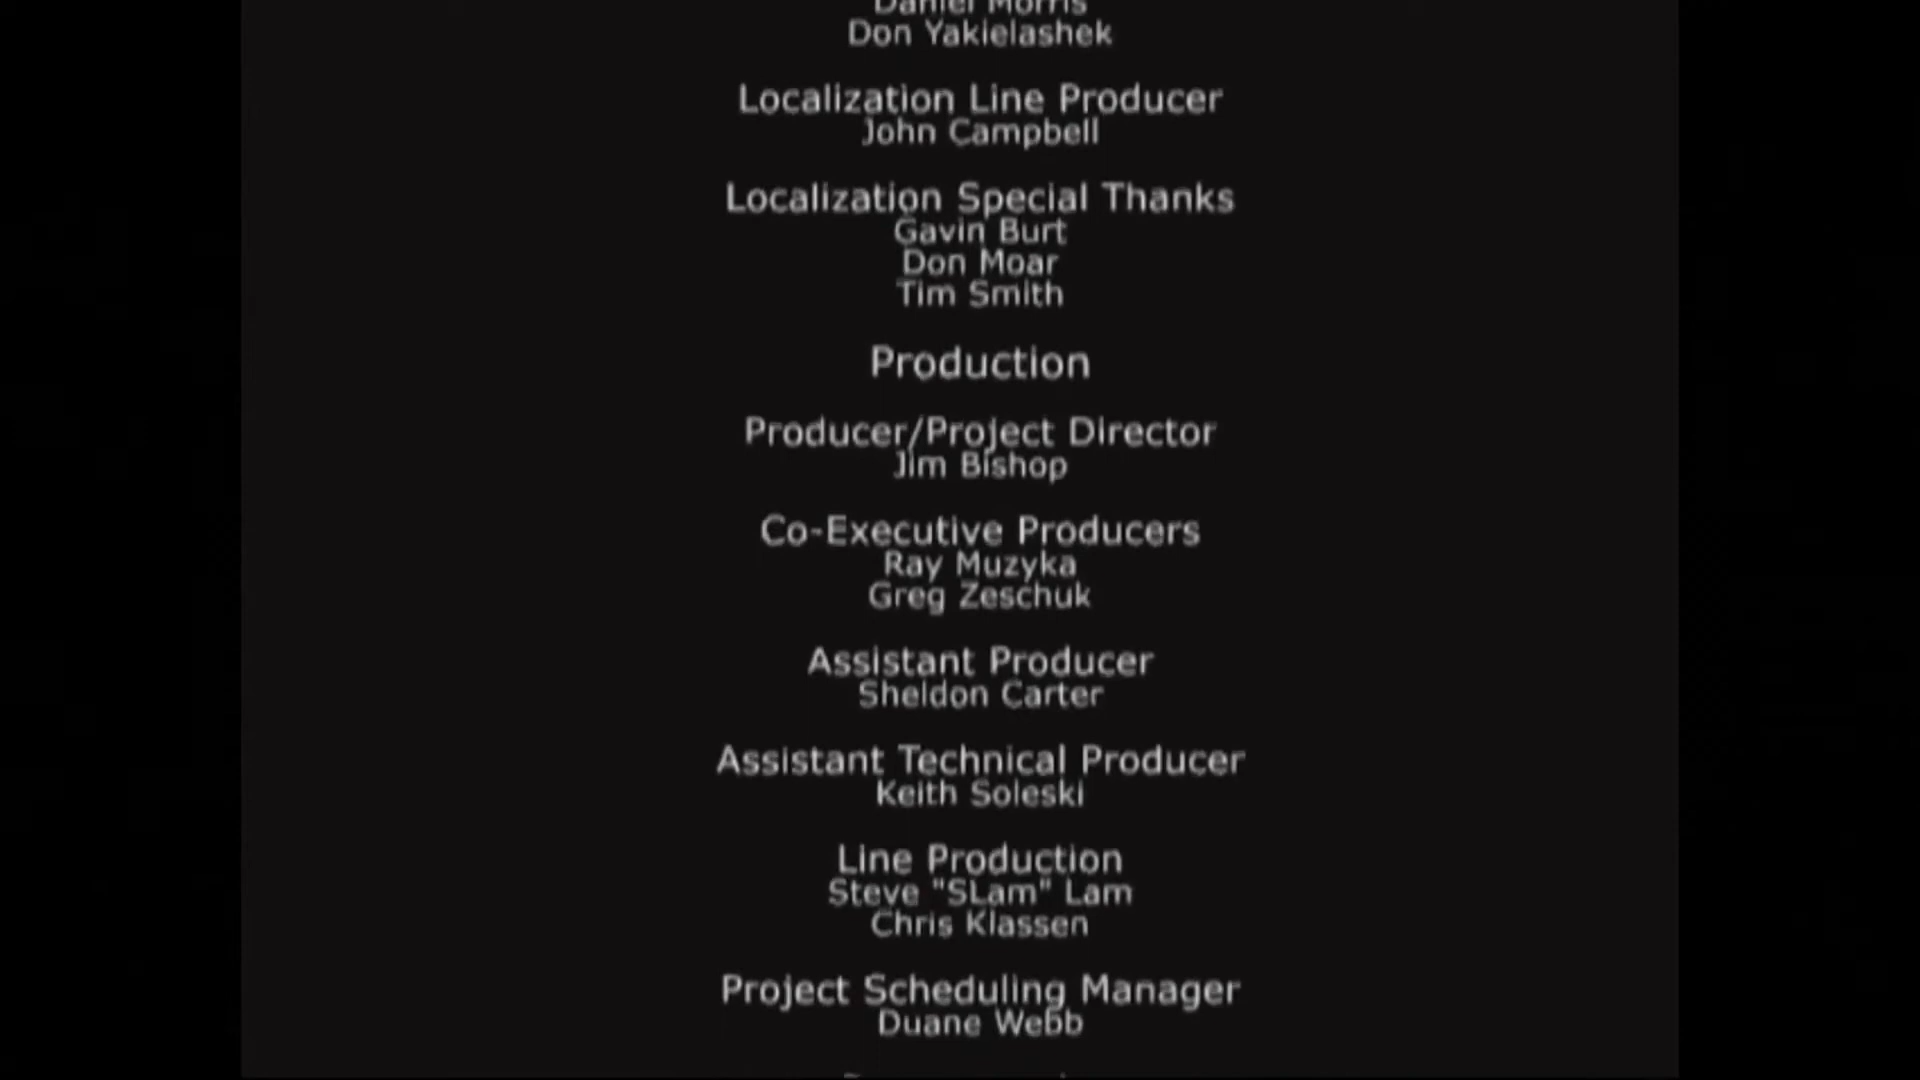 Daniel Morris
Don Yakielashek
Localization Line Producer
John Campbell
Localization Special Thanks
Gavin Burt
Don Moar
Tim Smith
Production
Producer/Project Director
Jim Bishop
Co-Executive Producers
Ray Muzyka
Greg Zeschuk
Assistant Producer
Sheldon Carter
Assistant Technical Producer
Keith Soleski
Line Production
Steve "SLam" Lam
Chris Klassen
Project Scheduling Manager
Duane Webb